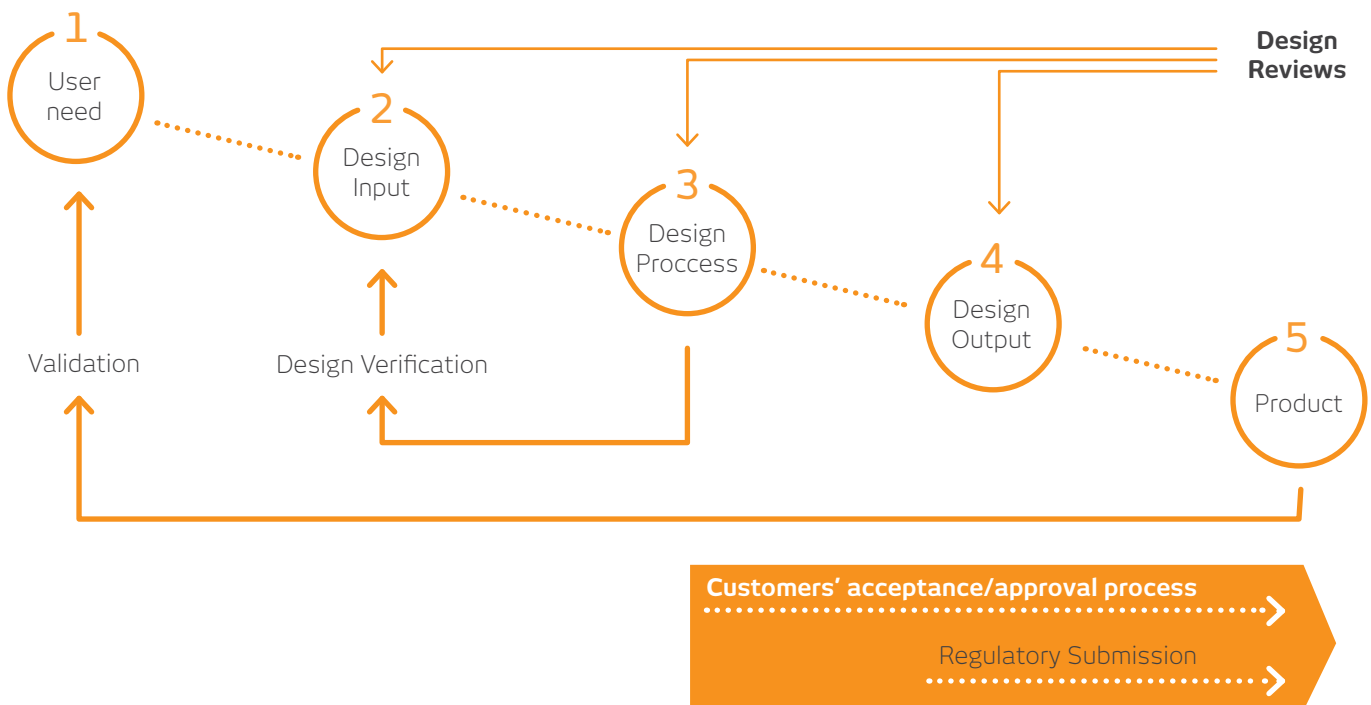 1
User
need
2
Design
Input
3
Design
Proccess
4
Design
Output
5
Product
Design
Reviews
Validation
Design Verification
Customers’ acceptance/approval process
Regulatory Submission